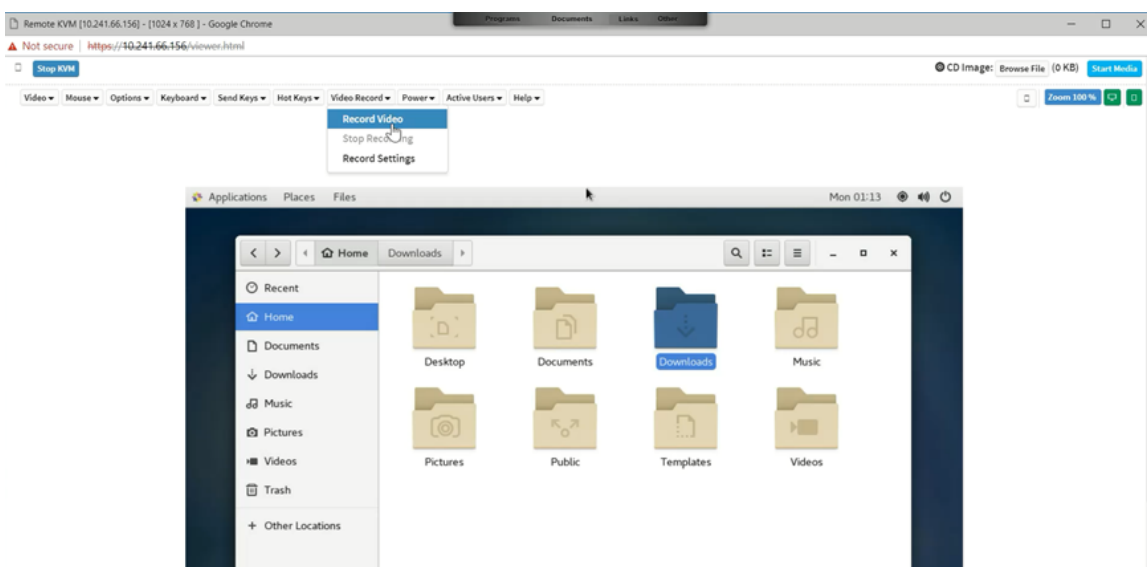 Remote KVM [10.241.66.156] - [1024 x 768 ] - Google Chrome
Programs Documents Links Other
Not secure | https://10.241.66.156/viewer.html
Stop KVM
CD Image: Browse File (0 KB) Start Media
Video Mouse Options Keyboard Send Keys Hot Keys Video Record Power Active Users Help
Zoom 100 %
Record Video
Stop Recording
Record Settings
Applications Places Files Mon 01:13
Home Downloads
Recent
Home
Documents
Downloads
Music
Pictures
Videos
Trash
+ Other Locations
Desktop Documents Downloads Music
Pictures Public Templates Videos